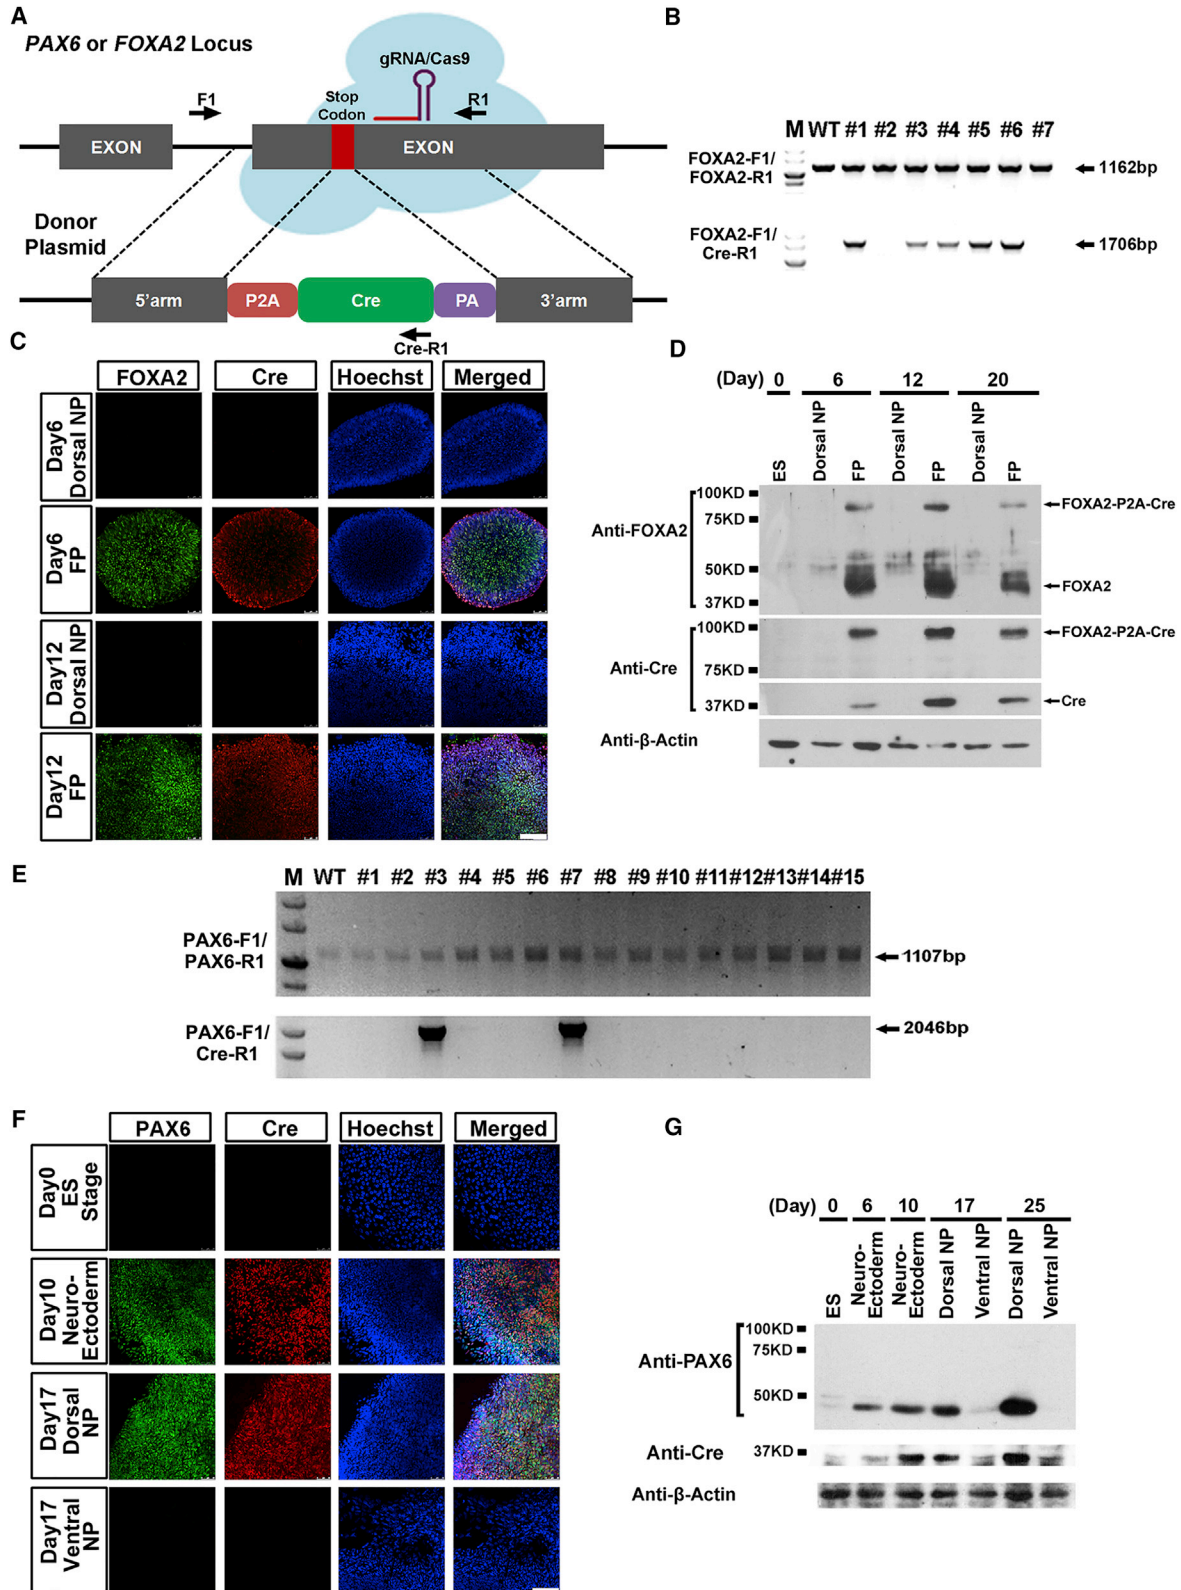 A
PAX6 or FOXA2 Locus
gRNA/Cas9
F1
Stop
Codon
R1
EXON
EXON
Donor
Plasmid
5'arm
P2A
Cre
PA
3'arm
Cre-R1
B
M WT #1 #2 #3 #4 #5 #6 #7
FOXA2-F1/
FOXA2-R1
1162bp
FOXA2-F1/
Cre-R1
1706bp
C
FOXA2 Cre Hoechst Merged
Day6
Dorsal NP
Day6
FP
Day12
Dorsal NP
Day12
FP
D
(Day) 0 6 12 20
ES
Dorsal NP
FP
Dorsal NP
FP
Dorsal NP
FP
Anti-FOXA2
100KD
75KD
50KD
37KD
FOXA2-P2A-Cre
FOXA2
Anti-Cre
100KD
75KD
37KD
FOXA2-P2A-Cre
Cre
Anti-β-Actin
E
M WT #1 #2 #3 #4 #5 #6 #7 #8 #9 #10 #11 #12 #13 #14 #15
PAX6-F1/
PAX6-R1
1107bp
PAX6-F1/
Cre-R1
2046bp
F
PAX6 Cre Hoechst Merged
Day0
ES
Stage
Day10
Neuro-
Ectoderm
Day17
Dorsal
NP
Day17
Ventral
NP
G
(Day) 0 6 10 17 25
ES
Neuro-
Ectoderm
Neuro-
Ectoderm
Dorsal NP
Ventral NP
Dorsal NP
Ventral NP
Anti-PAX6
100KD
75KD
50KD
Anti-Cre
37KD
Anti-β-Actin